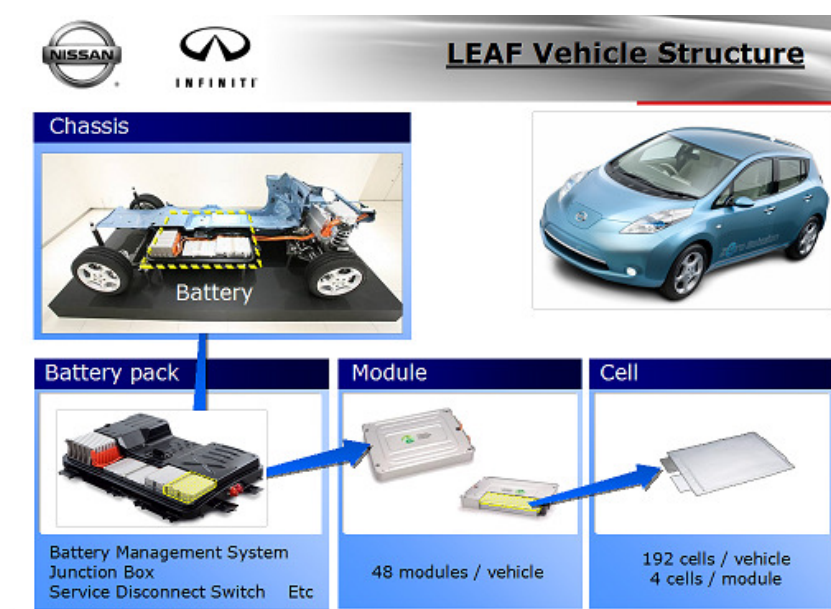 NISSAN
INFINITI
LEAF Vehicle Structure
Chassis
Battery
Battery pack
Module
Cell
Battery Management System
Junction Box
Service Disconnect Switch Etc
48 modules / vehicle
192 cells / vehicle
4 cells / module